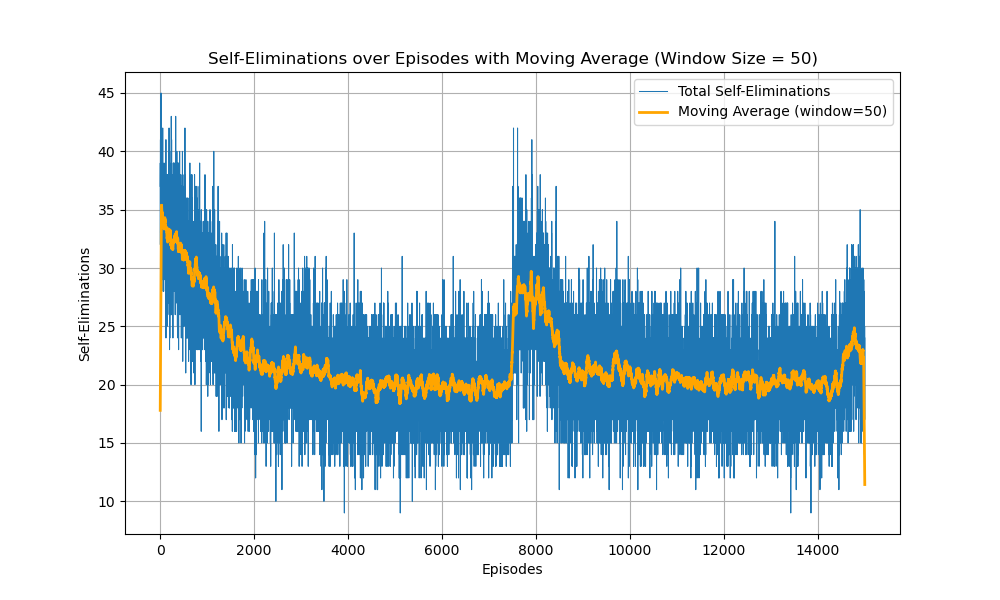 Self-Eliminations over Episodes with Moving Average (Window Size = 50)
Total Self-Eliminations
Moving Average (window=50)
45
40
35
30
25
20
15
10
Self-Eliminations
0 2000 4000 6000 8000 10000 12000 14000
Episodes